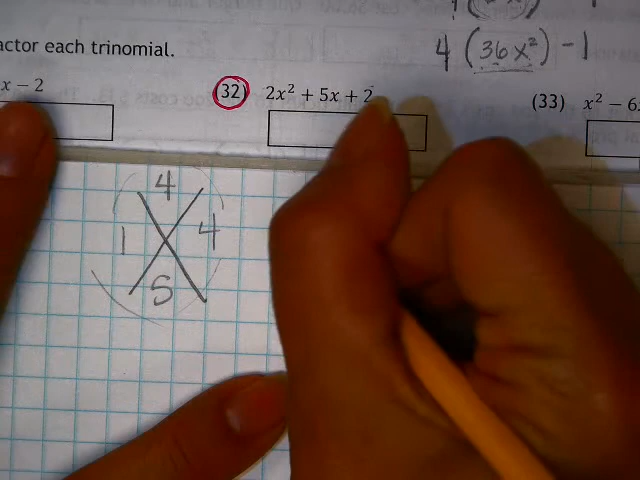 4 (36x²) - 1
actor each trinomial.
x - 2
(32) 2x² + 5x + 2
(33) x² - 6
4
1 4
5